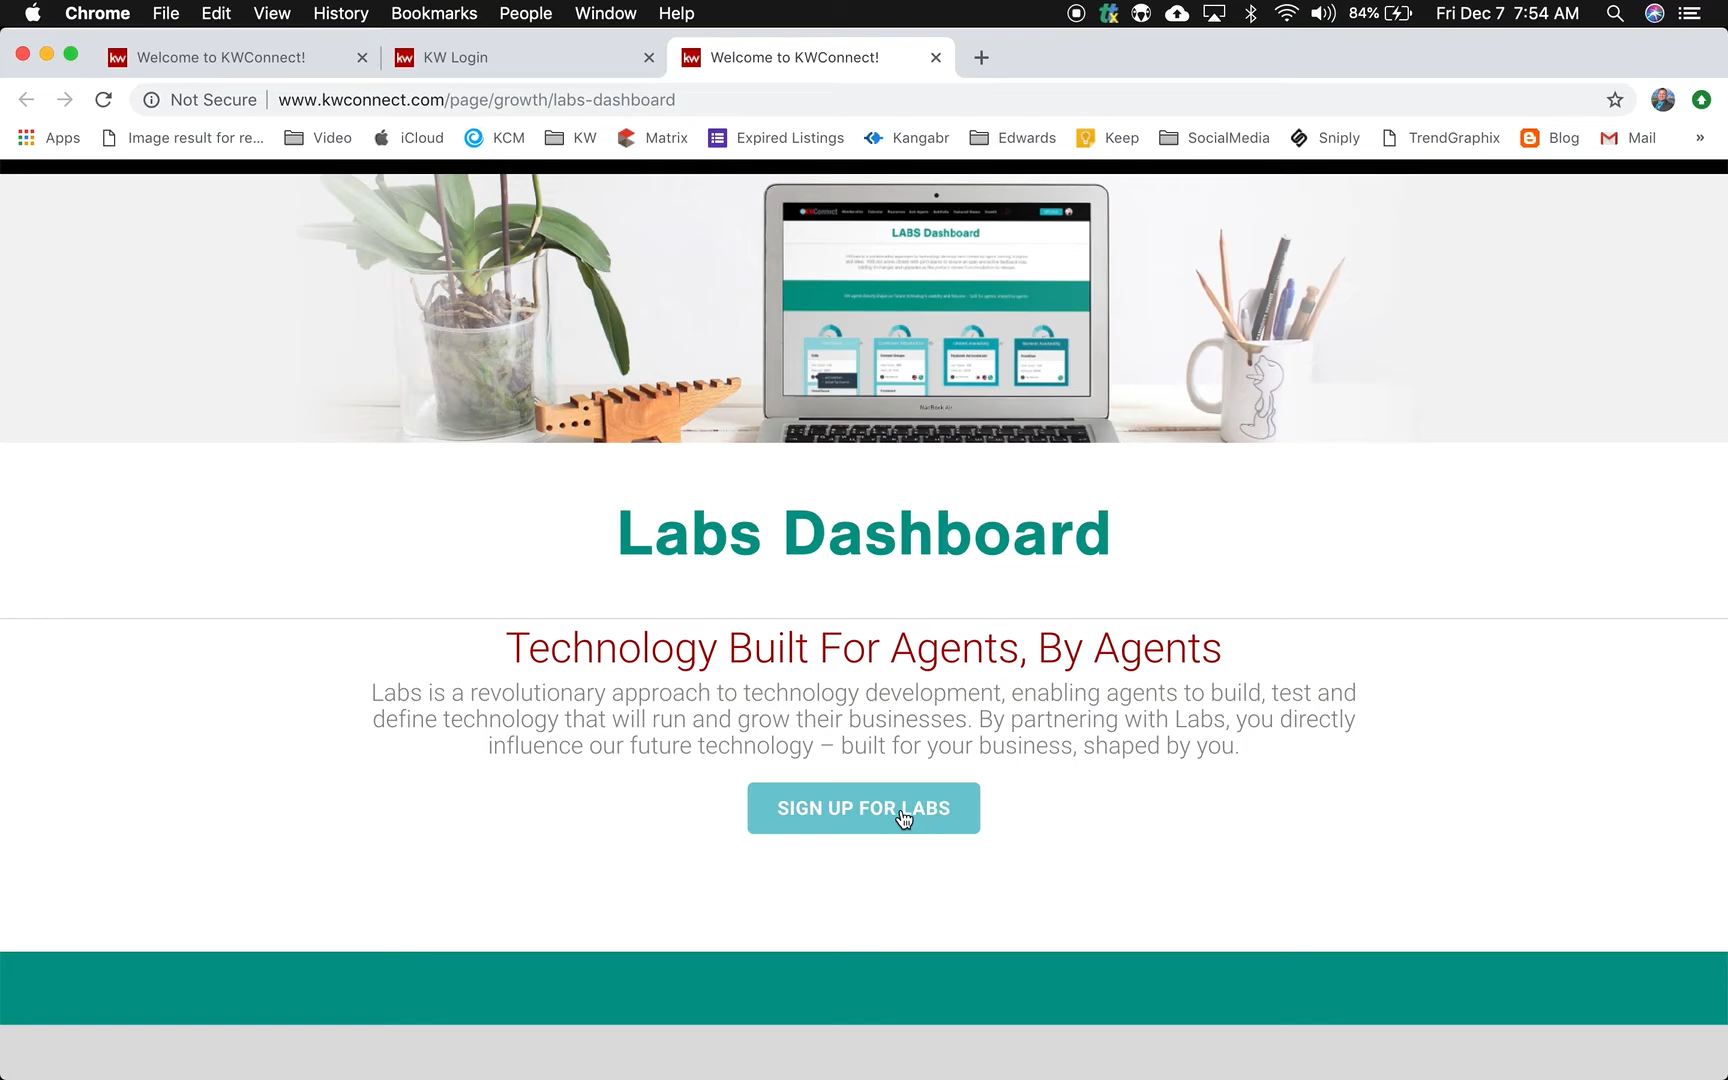 Chrome File Edit View History Bookmarks People Window Help 84% Fri Dec 7 7:54 AM
kw Welcome to KWConnect! kw KW Login kw Welcome to KWConnect!
Not Secure www.kwconnect.com/page/growth/labs-dashboard
Apps Image result for re... Video iCloud KCM KW Matrix Expired Listings Kangabr Edwards Keep SocialMedia Sniply TrendGraphix Blog Mail »
LABS Dashboard
MacBook Air
Labs Dashboard
Technology Built For Agents, By Agents
Labs is a revolutionary approach to technology development, enabling agents to build, test and
define technology that will run and grow their businesses. By partnering with Labs, you directly
influence our future technology – built for your business, shaped by you.
SIGN UP FOR LABS